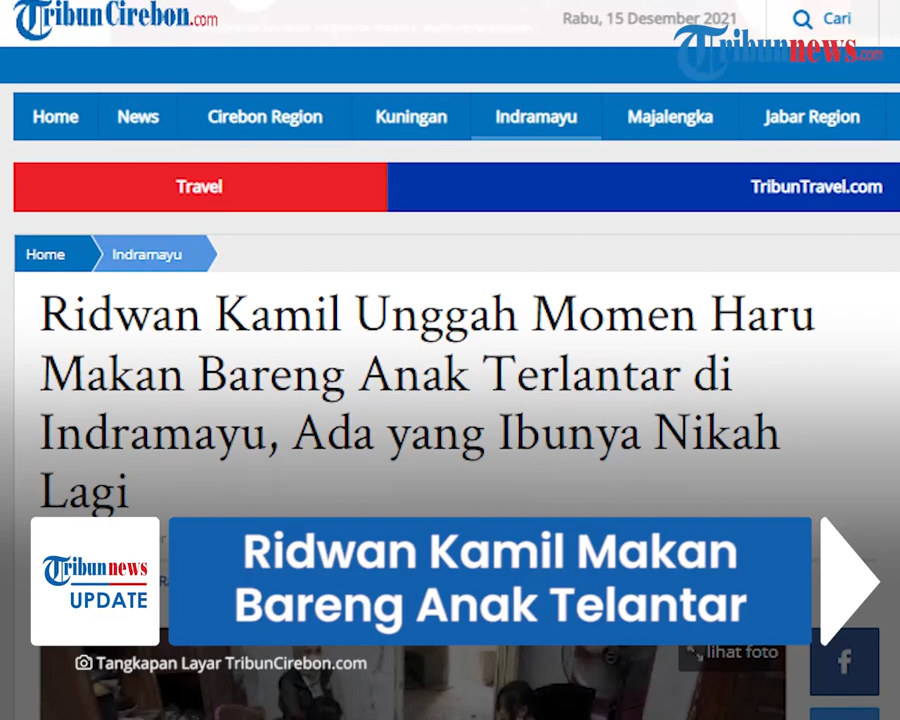 TribunCirebon.com
Rabu, 15 Desember 2021
Cari
Tribunnews.com
Home
News
Cirebon Region
Kuningan
Indramayu
Majalengka
Jabar Region
Travel
TribunTravel.com
Home
Indramayu
Ridwan Kamil Unggah Momen Haru
Makan Bareng Anak Terlantar di
Indramayu, Ada yang Ibunya Nikah
Lagi
Tribunnews
UPDATE
Ridwan Kamil Makan
Bareng Anak Telantar
Tangkapan Layar TribunCirebon.com
lihat foto
f